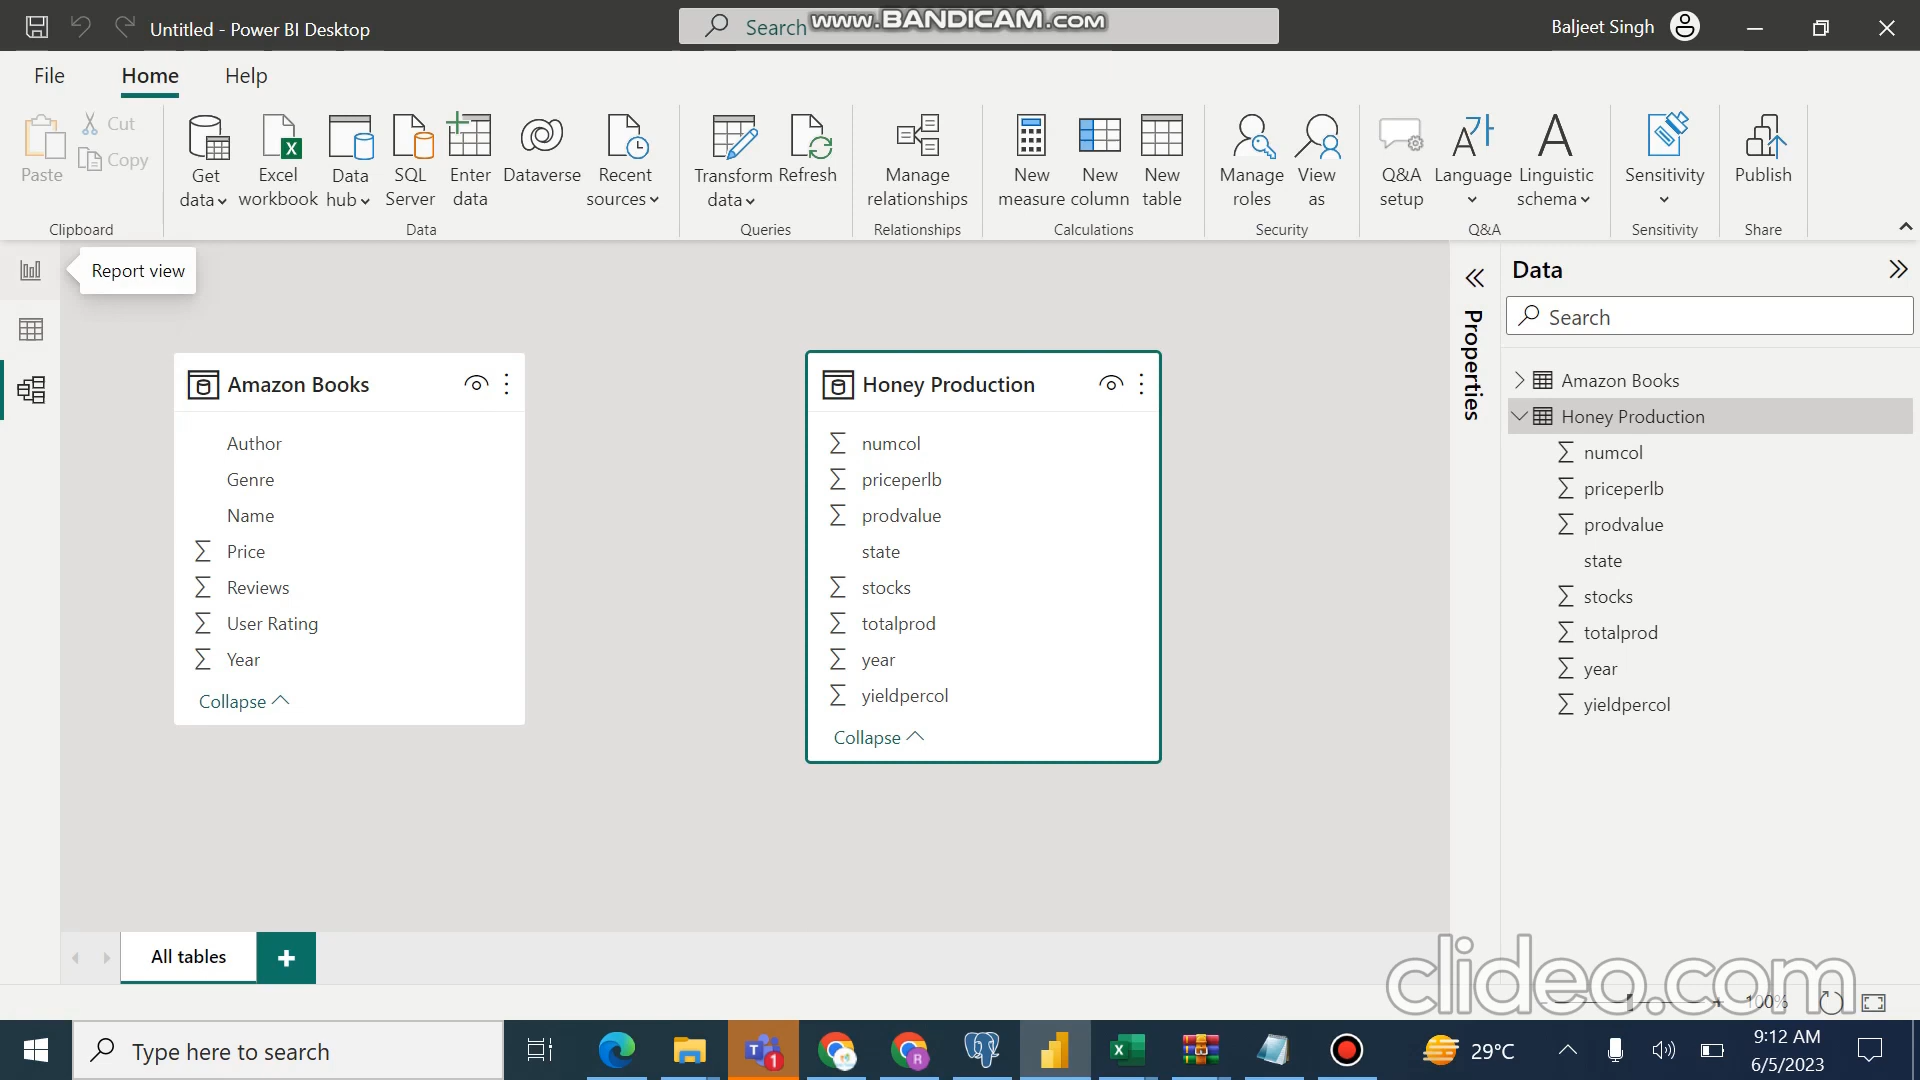 Untitled - Power BI Desktop
Search
www.BANDICAM.com
Baljeet Singh
File
Home
Help
Paste
Cut
Copy
Clipboard
Get data
Excel workbook
Data hub
SQL Server
Enter data
Dataverse
Recent sources
Data
Transform data
Refresh
Queries
Manage relationships
Relationships
New measure
New column
New table
Calculations
Manage roles
View as
Security
Q&A setup
Language
Linguistic schema
Q&A
Sensitivity
Sensitivity
Publish
Share
Report view
Amazon Books
Author
Genre
Name
Price
Reviews
User Rating
Year
Collapse
Honey Production
numcol
priceperlb
prodvalue
state
stocks
totalprod
year
yieldpercol
Collapse
Properties
Data
Search
Amazon Books
Honey Production
numcol
priceperlb
prodvalue
state
stocks
totalprod
year
yieldpercol
All tables
clideo.com
100%
Type here to search
1
29°C
9:12 AM
6/5/2023